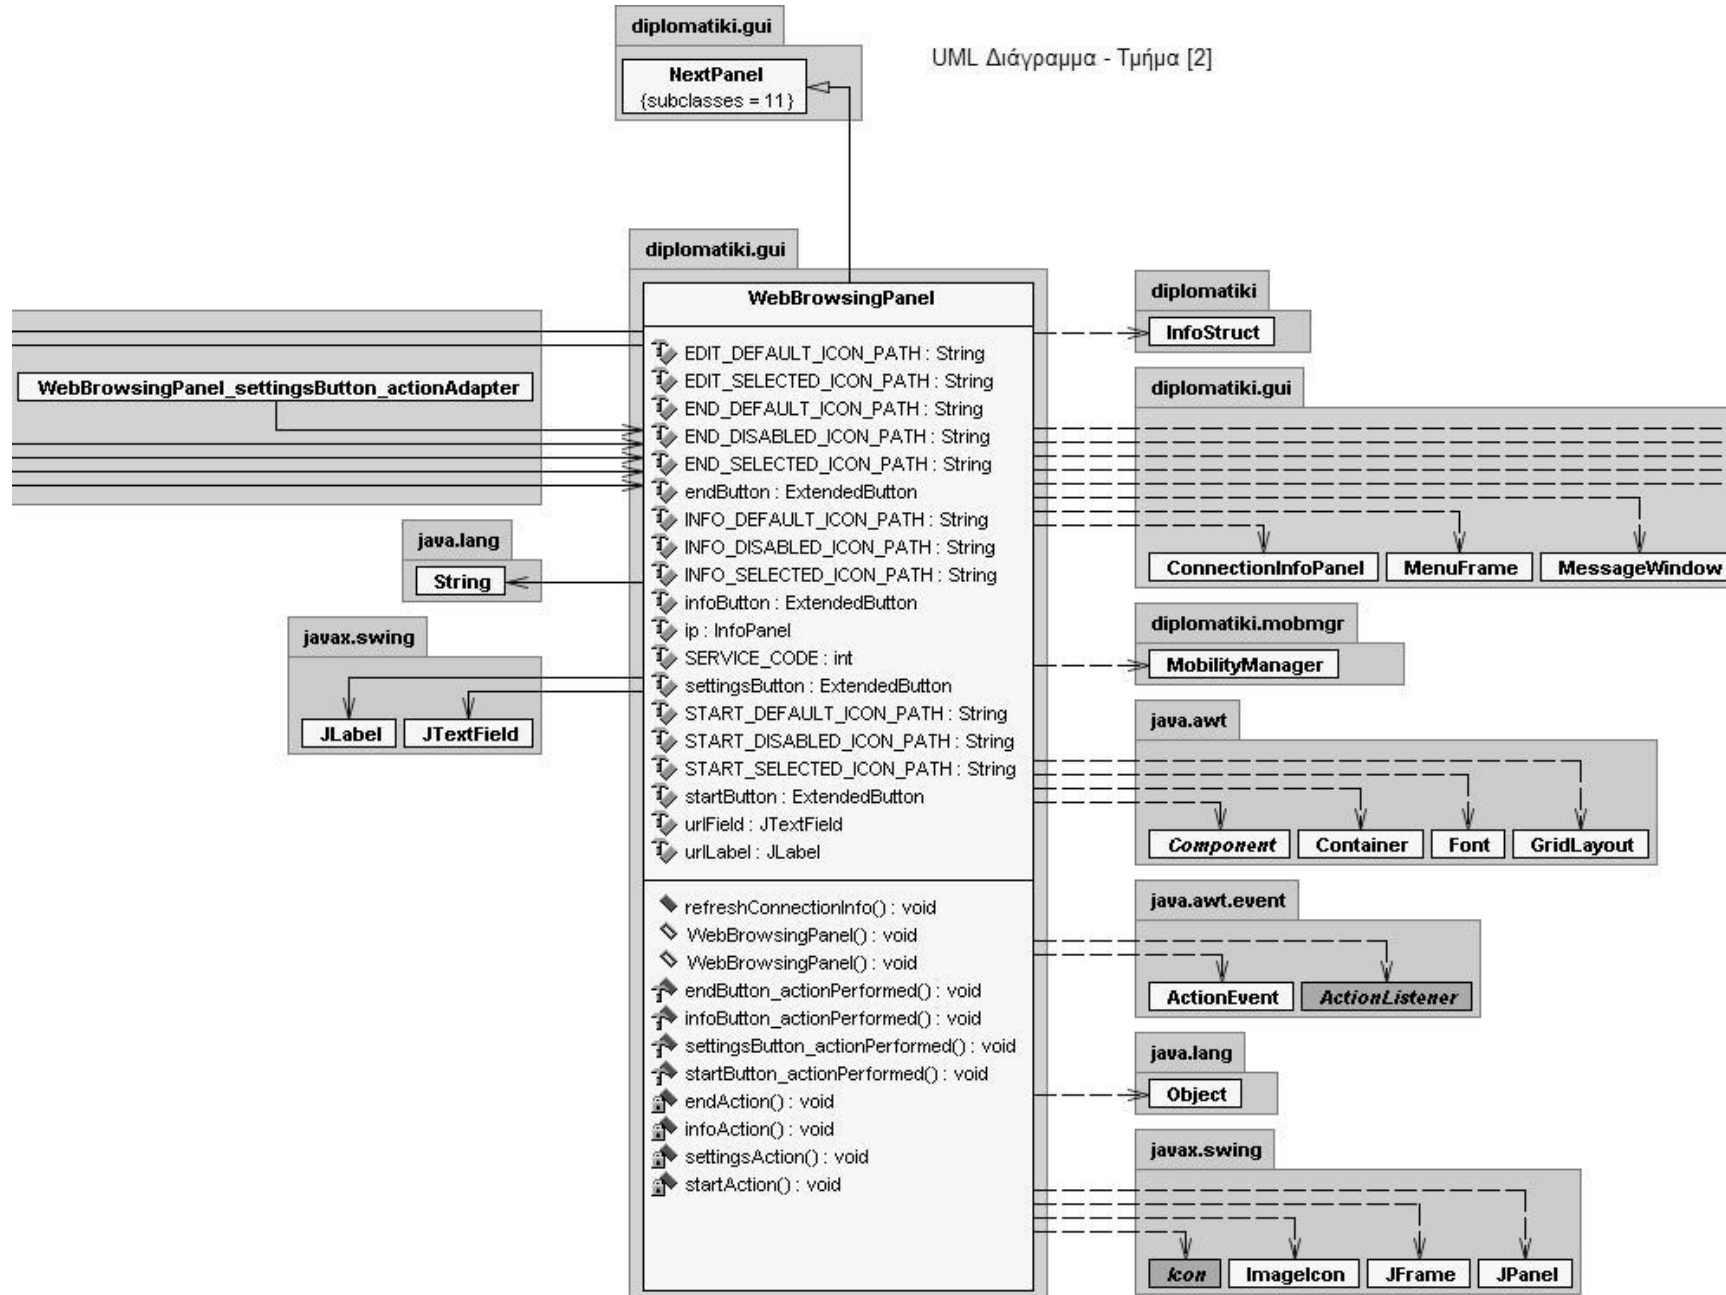 diplomatiki.gui
NextPanel
{subclasses = 11}
UML Διάγραμμα - Τμήμα [2]
diplomatiki.gui
WebBrowsingPanel
EDIT_DEFAULT_ICON_PATH : String
EDIT_SELECTED_ICON_PATH : String
END_DEFAULT_ICON_PATH : String
END_DISABLED_ICON_PATH : String
END_SELECTED_ICON_PATH : String
endButton : ExtendedButton
INFO_DEFAULT_ICON_PATH : String
INFO_DISABLED_ICON_PATH : String
INFO_SELECTED_ICON_PATH : String
infoButton : ExtendedButton
ip : InfoPanel
SERVICE_CODE : int
settingsButton : ExtendedButton
START_DEFAULT_ICON_PATH : String
START_DISABLED_ICON_PATH : String
START_SELECTED_ICON_PATH : String
startButton : ExtendedButton
urlField : JTextField
urlLabel : JLabel
refreshConnectionInfo() : void
WebBrowsingPanel() : void
WebBrowsingPanel() : void
endButton_actionPerformed() : void
infoButton_actionPerformed() : void
settingsButton_actionPerformed() : void
startButton_actionPerformed() : void
endAction() : void
infoAction() : void
settingsAction() : void
startAction() : void
WebBrowsingPanel_settingsButton_actionAdapter
java.lang
String
javax.swing
JLabel
JTextField
diplomatiki
InfoStruct
diplomatiki.gui
ConnectionInfoPanel
MenuFrame
MessageWindow
diplomatiki.mobmgr
MobilityManager
java.awt
Component
Container
Font
GridLayout
java.awt.event
ActionEvent
ActionListener
java.lang
Object
javax.swing
Icon
ImageIcon
JFrame
JPanel